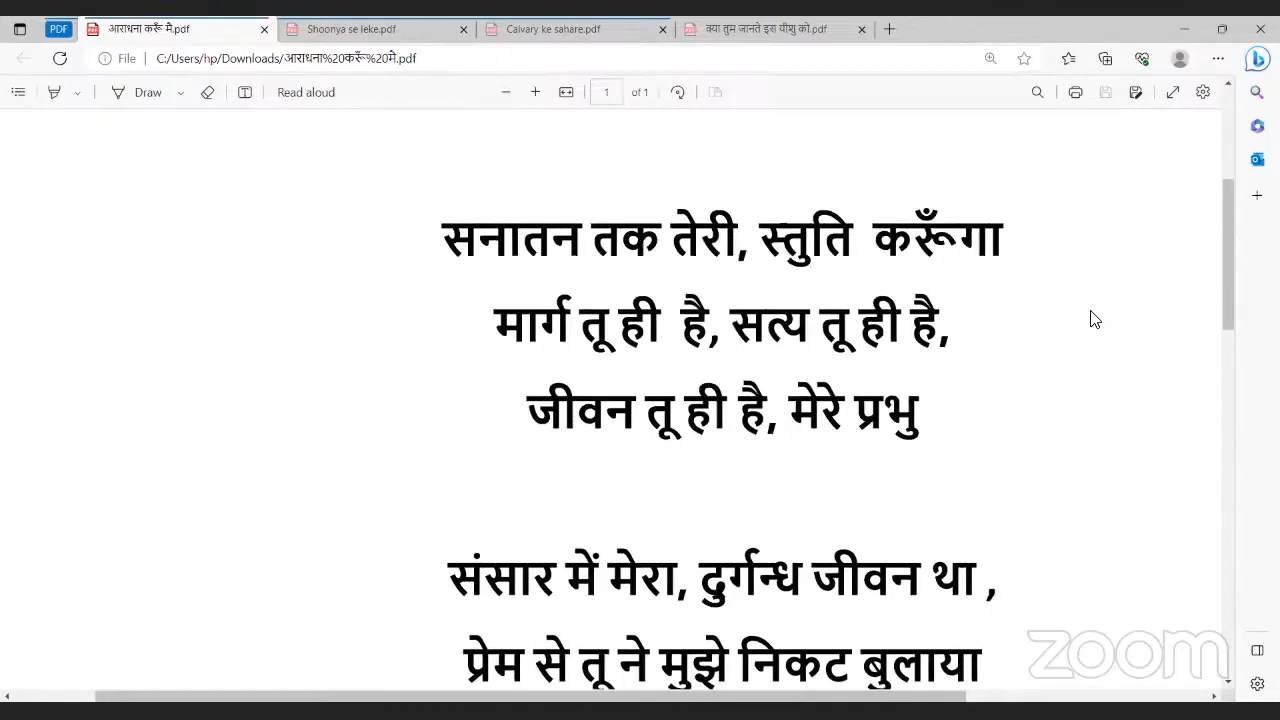 PDF आराधना करूँ मै.pdf Shoonya se leke.pdf Calvary ke sahare.pdf क्या तुम जानते इस यीशु को.pdf
File C:/Users/hp/Downloads/आराधना%20करूँ%20मै.pdf
Draw Read aloud 1 of 1
सनातन तक तेरी, स्तुति करूँगा
मार्ग तू ही है, सत्य तू ही है,
जीवन तू ही है, मेरे प्रभु
संसार में मेरा, दुर्गन्ध जीवन था ,
प्रेम से तू ने मुझे निकट बुलाया
zoom